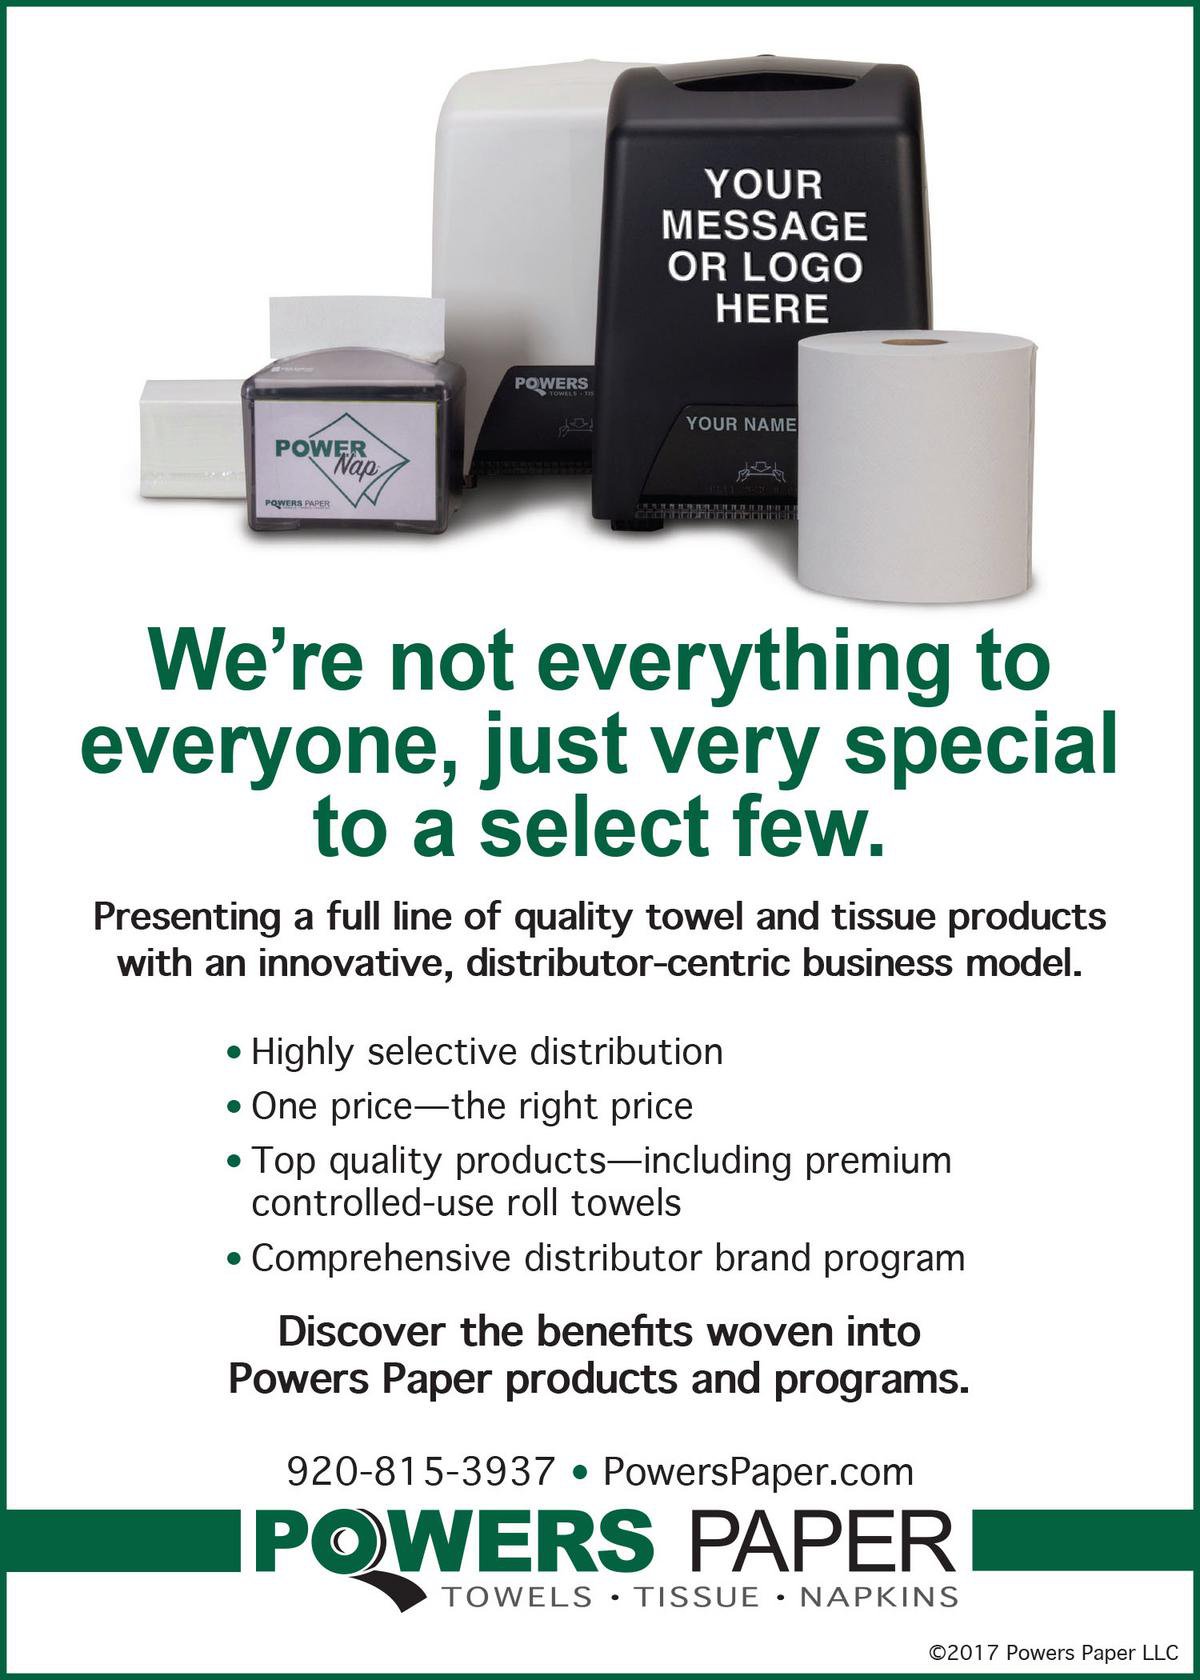 YOUR
MESSAGE
OR LOGO
HERE
POWERS
TOWELS • TIS
YOUR NAME
POWER
Nap
POWERS PAPER
We’re not everything to
everyone, just very special
to a select few.
Presenting a full line of quality towel and tissue products
with an innovative, distributor-centric business model.
• Highly selective distribution
• One price—the right price
• Top quality products—including premium
controlled-use roll towels
• Comprehensive distributor brand program
Discover the benefits woven into
Powers Paper products and programs.
920-815-3937 • PowersPaper.com
POWERS PAPER
TOWELS • TISSUE • NAPKINS
©2017 Powers Paper LLC